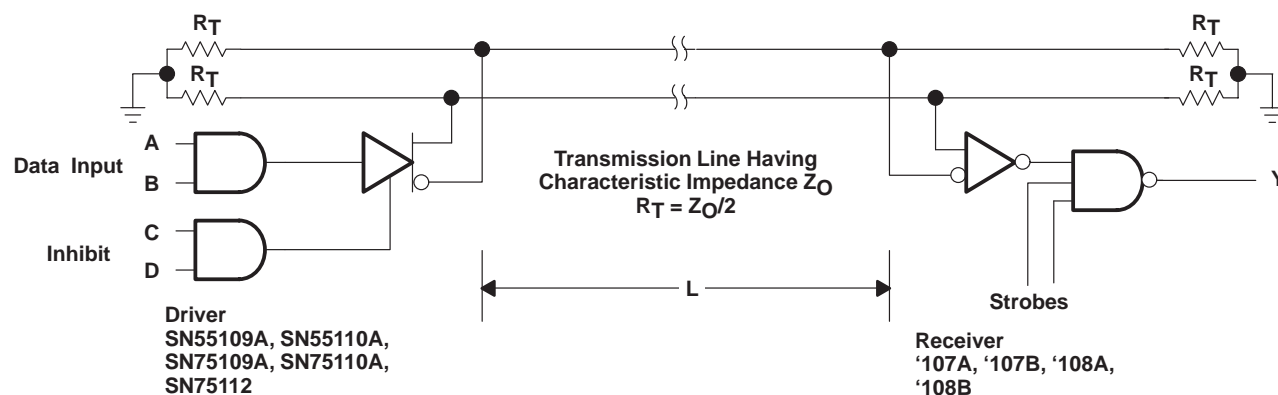 RT
RT
RT
RT
Data Input
A
B
Inhibit
C
D
Transmission Line Having
Characteristic Impedance ZO
RT = ZO/2
L
Y
Strobes
Driver
SN55109A, SN55110A,
SN75109A, SN75110A,
SN75112
Receiver
‘107A, ‘107B, ‘108A,
‘108B